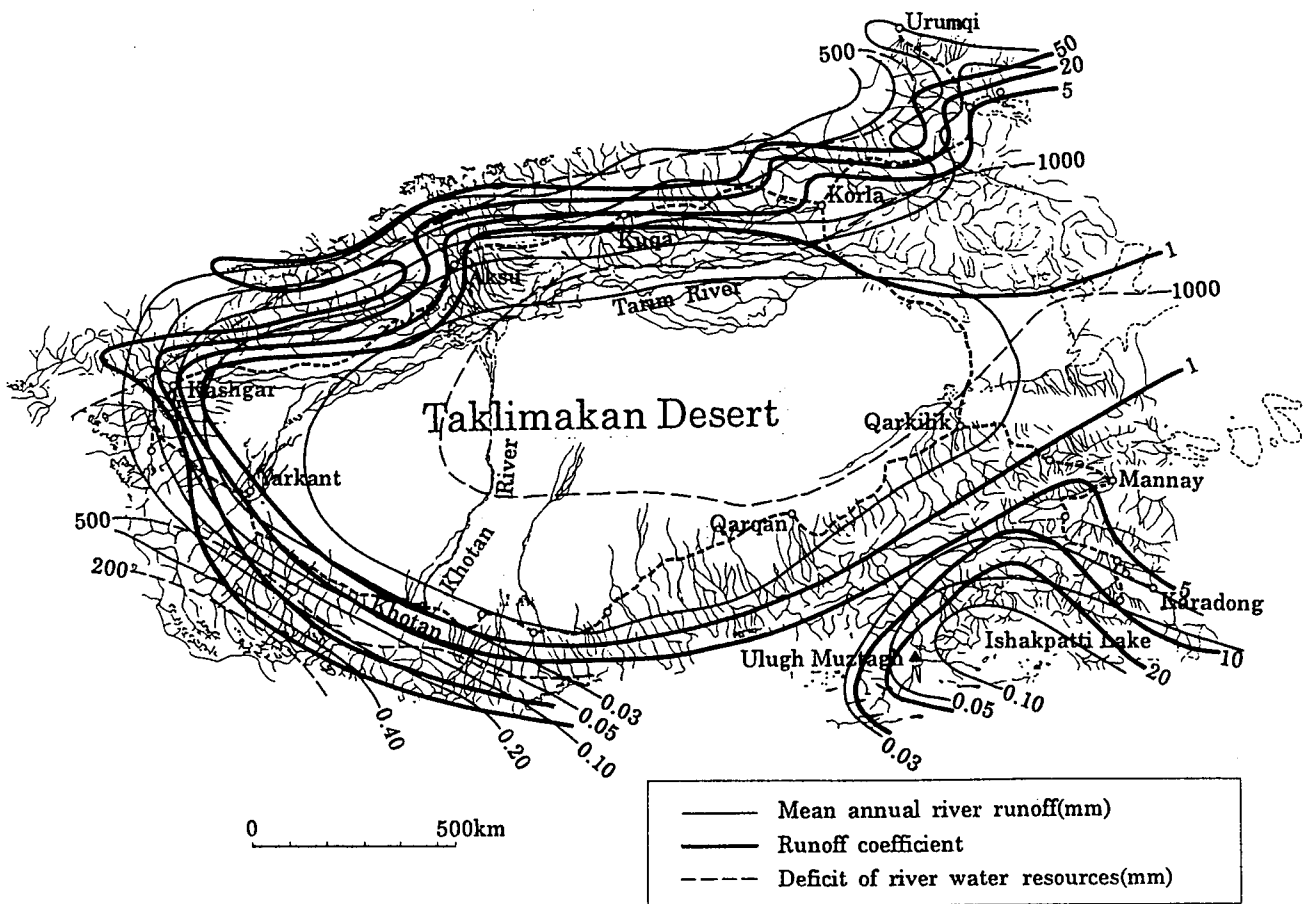 Urumqi
500
50
20
5
1000
Korla
Kuqa
Aksu
Tarim River
1
1000
Kashgar
1
Taklimakan Desert
Qarkilik
Yarkant
River
Mannay
Qarqan
500
Khotan
200
Khotan
5
Karadong
Ishakpatti Lake
Ulugh Muztagh
10
20
0.10
0.03
0.05
0.05
0.40
0.20
0.10
0.03
0 500km
Mean annual river runoff(mm)
Runoff coefficient
Deficit of river water resources(mm)